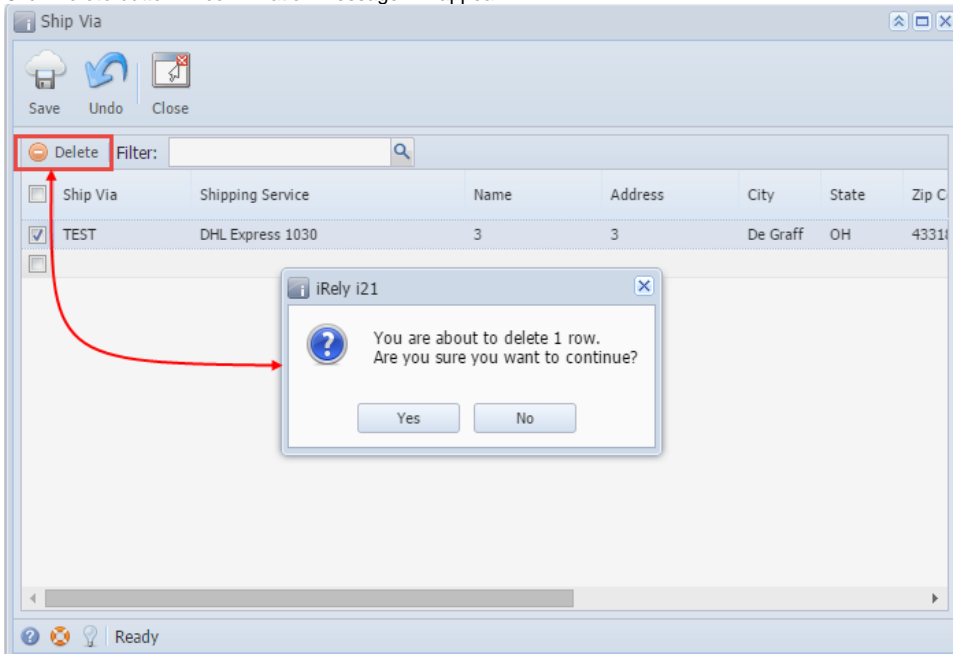 Ship Via
Save Undo Close
Delete Filter:
Ship Via Shipping Service Name Address City State Zip C
TEST DHL Express 1030 3 3 De Graff OH 4331
iRely i21
You are about to delete 1 row.
Are you sure you want to continue?
Yes No
Ready